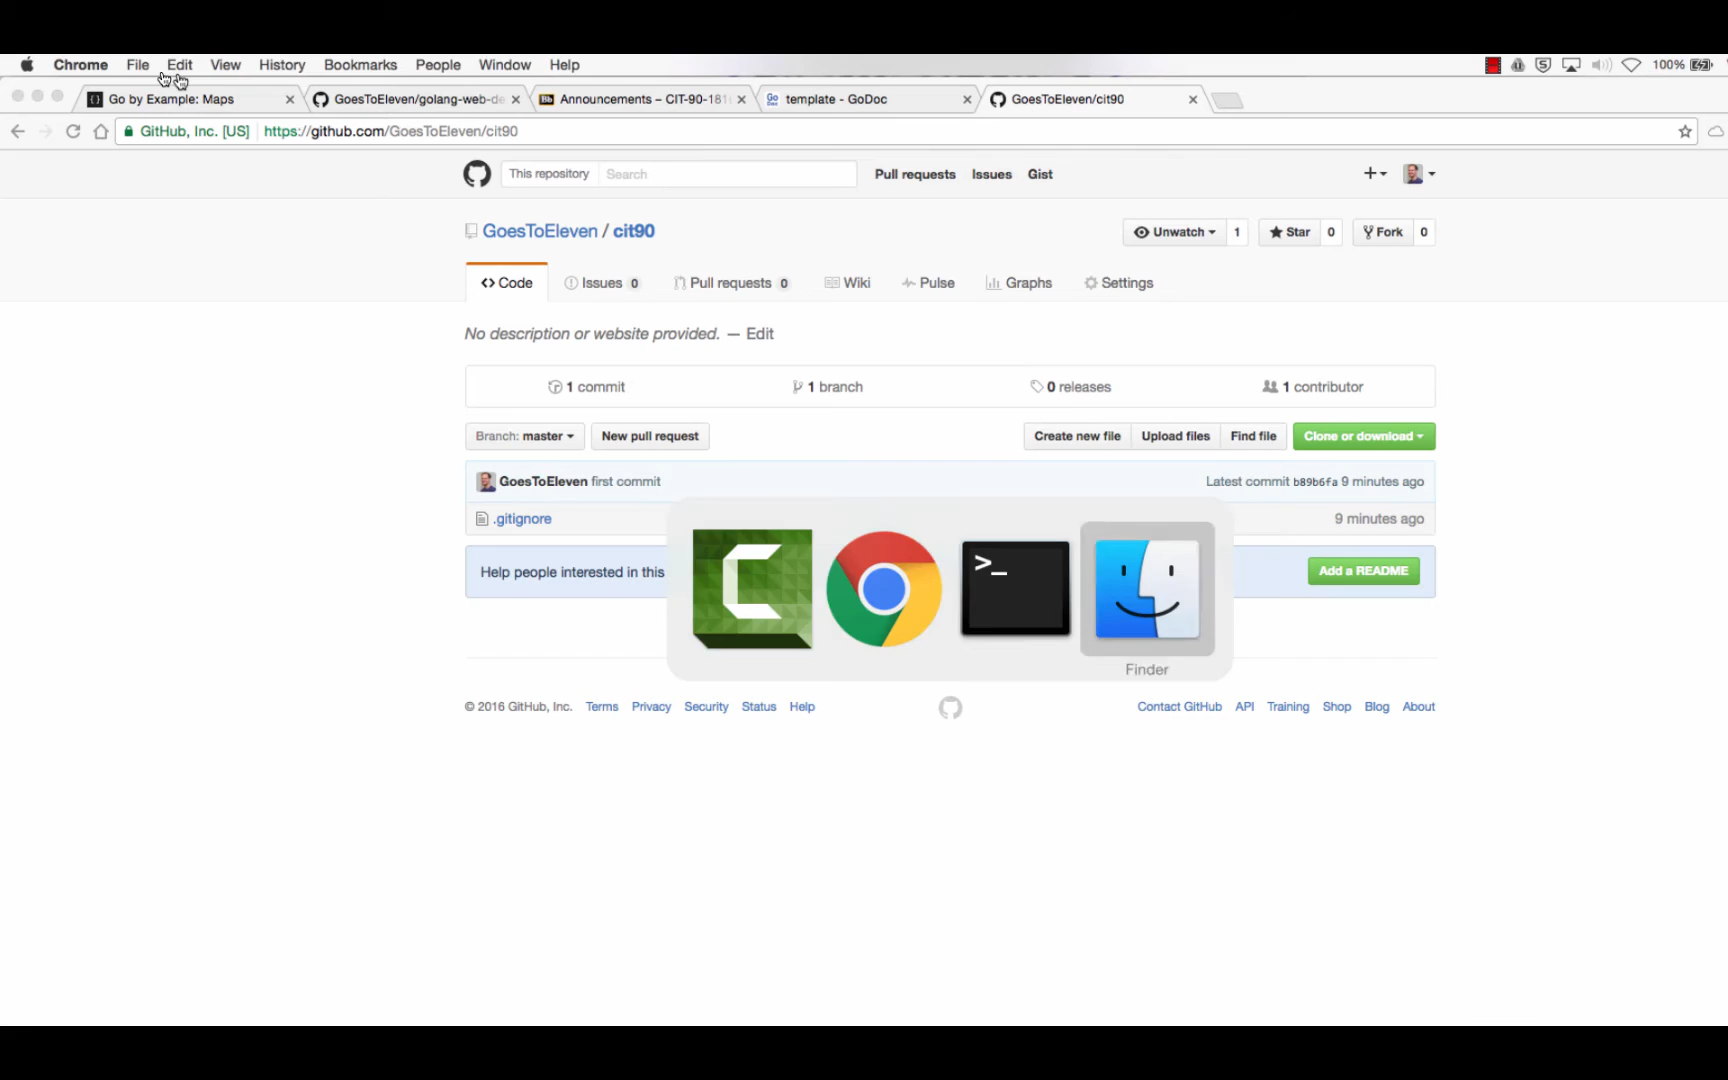 Chrome File Edit View History Bookmarks People Window Help 100%
Go by Example: Maps GoesToEleven/golang-web-de Announcements – CIT-90-181 template - GoDoc GoesToEleven/cit90
GitHub, Inc. [US] https://github.com/GoesToEleven/cit90
This repository Search Pull requests Issues Gist
GoesToEleven / cit90 Unwatch 1 Star 0 Fork 0
Code Issues 0 Pull requests 0 Wiki Pulse Graphs Settings
No description or website provided. — Edit
1 commit 1 branch 0 releases 1 contributor
Branch: master New pull request Create new file Upload files Find file Clone or download
GoesToEleven first commit Latest commit b89b6fa 9 minutes ago
.gitignore 9 minutes ago
Help people interested in this Add a README
>_
Finder
© 2016 GitHub, Inc. Terms Privacy Security Status Help Contact GitHub API Training Shop Blog About